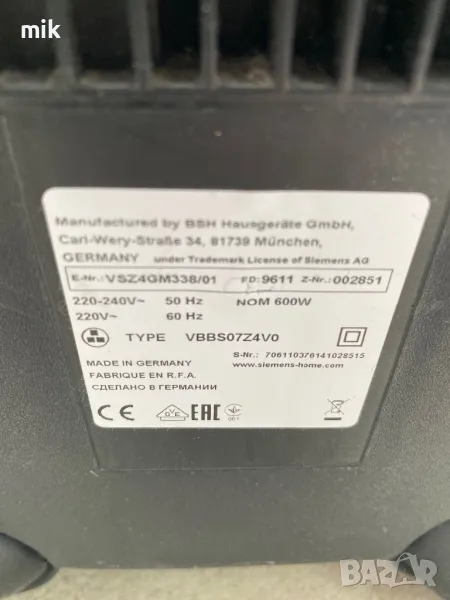 mik
Manufactured by BSH Hausgeräte GmbH,
Carl-Wery-Straße 34, 81739 München,
GERMANY under Trademark License of Siemens AG
E-Nr.: VSZ4GM338/01 FD: 9611 Z-Nr.: 002851
220-240V~ 50 Hz NOM 600W
220V~ 60 Hz
TYPE VBBS07Z4V0
S-Nr.: 706110376141028515
MADE IN GERMANY www.siemens-home.com
FABRIQUE EN R.F.A.
СДЕЛАНО В ГЕРМАНИИ
CE EAC
BAZAR